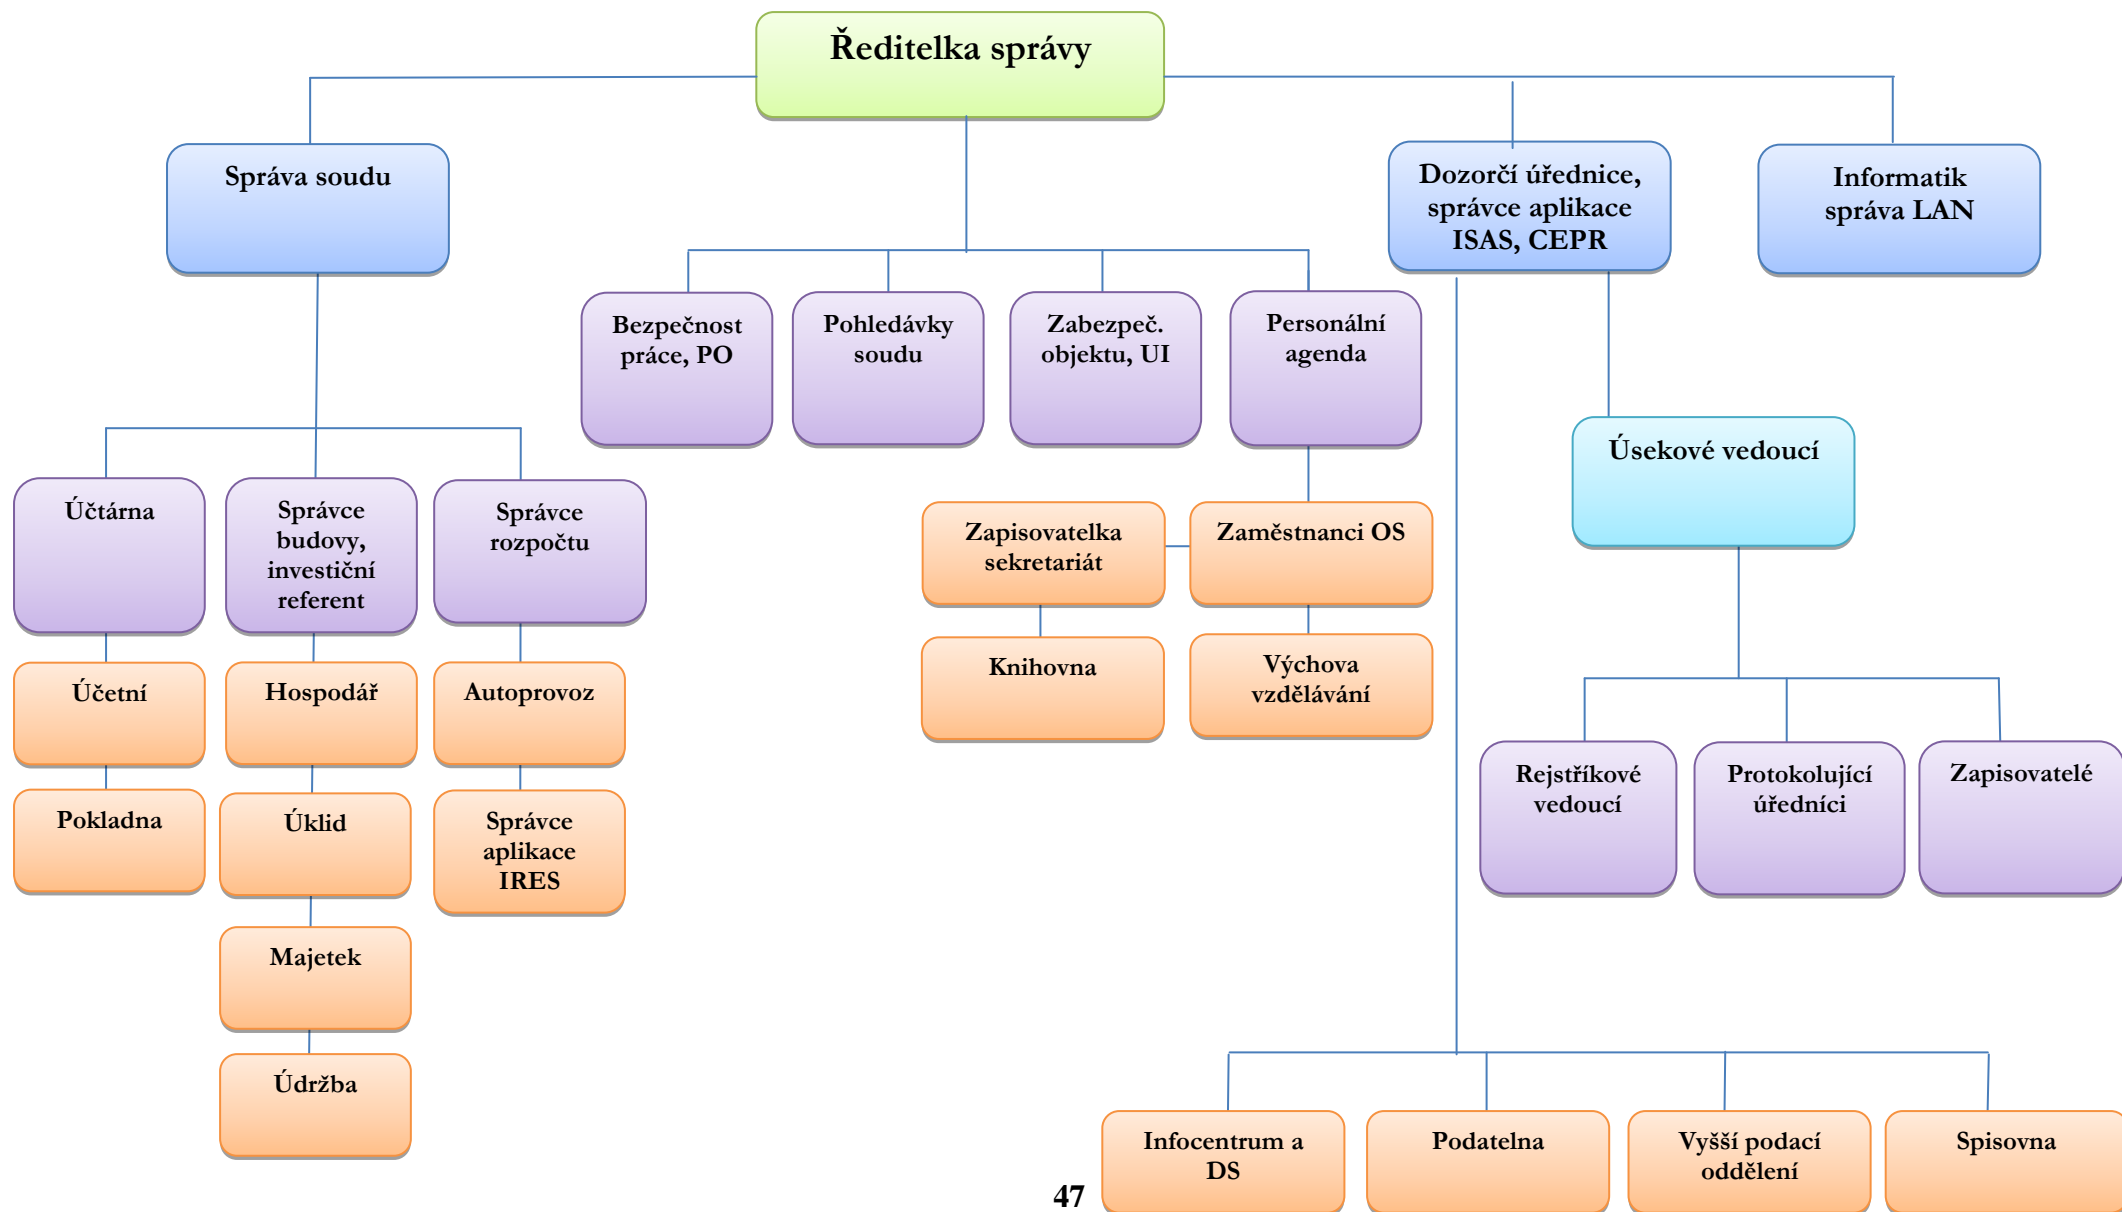 Ředitelka správy
Správa soudu
Dozorčí úřednice,
správce aplikace
ISAS, CEPR
Informatik
správa LAN
Bezpečnost
práce, PO
Pohledávky
soudu
Zabezpeč.
objektu, UI
Personální
agenda
Úsekové vedoucí
Účtárna
Správce
budovy,
investiční
referent
Správce
rozpočtu
Zapisovatelka
sekretariát
Zaměstnanci OS
Účetní
Hospodář
Autoprovoz
Knihovna
Výchova
vzdělávání
Rejstříkové
vedoucí
Protokolující
úředníci
Zapisovatelé
Pokladna
Úklid
Správce
aplikace
IRES
Majetek
Údržba
Infocentrum a
DS
Podatelna
Vyšší podací
oddělení
Spisovna
47